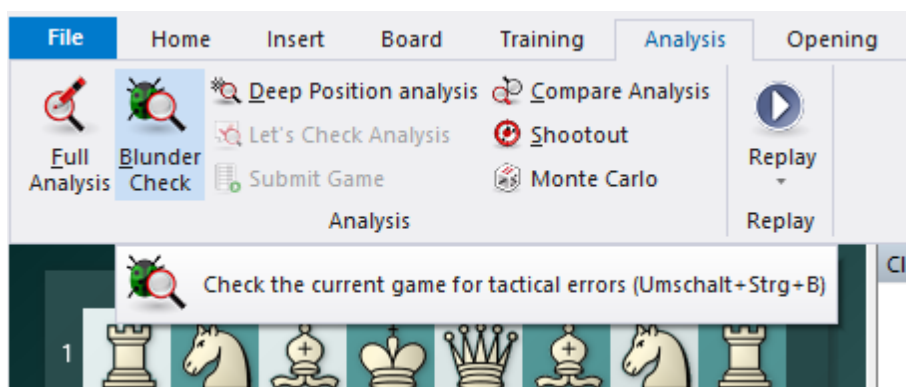 File Home Insert Board Training Analysis Opening
Full Analysis
Blunder Check
Deep Position analysis
Let's Check Analysis
Submit Game
Compare Analysis
Shootout
Monte Carlo
Replay
Analysis
Replay
Check the current game for tactical errors (Umschalt+Strg+B)
1